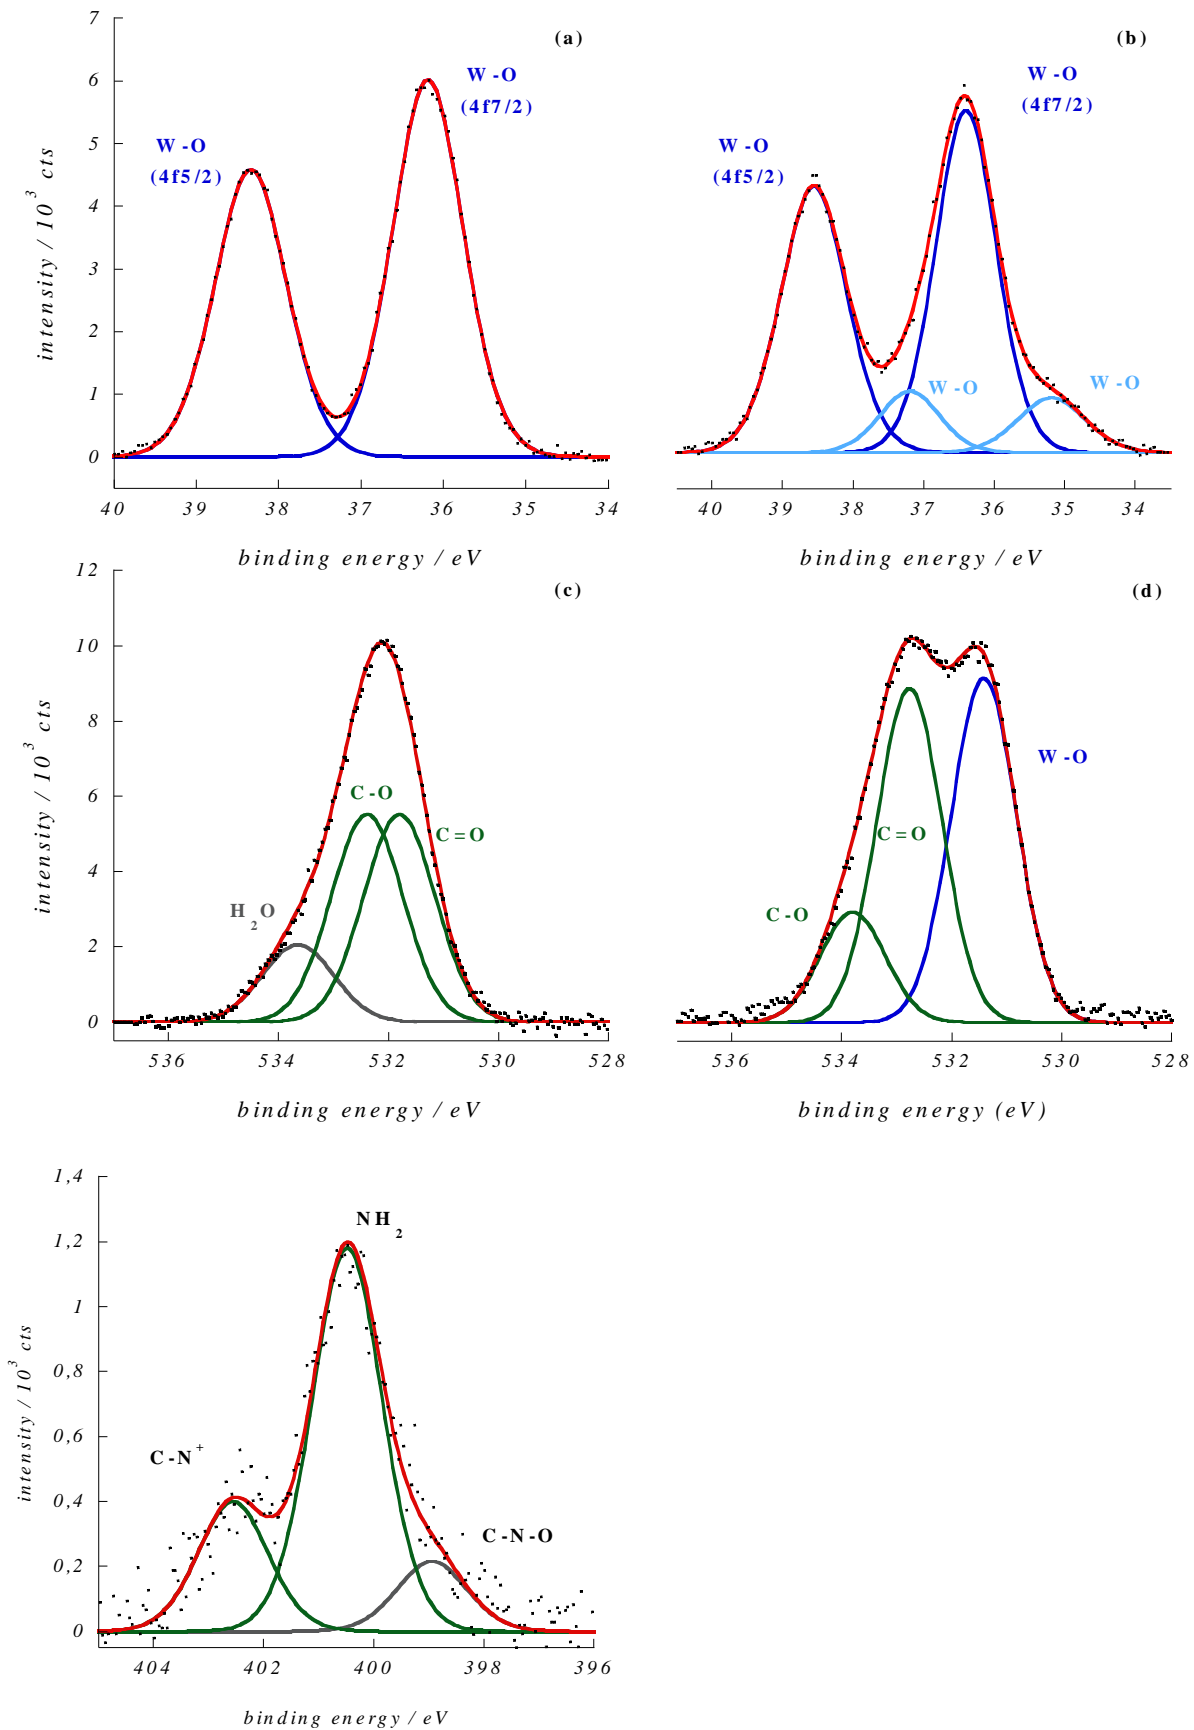 (a)
7
6
5
4
3
2
1
0
intensity / 10³ cts
W-O
(4f5/2)
W-O
(4f7/2)
40 39 38 37 36 35 34
binding energy / eV
(b)
W-O
(4f5/2)
W-O
(4f7/2)
W-O
W-O
40 39 38 37 36 35 34
binding energy / eV
(c)
12
10
8
6
4
2
0
intensity / 10³ cts
H₂O
C-O
C=O
536 534 532 530 528
binding energy / eV
(d)
C-O
C=O
W-O
536 534 532 530 528
binding energy (eV)
1,4
1,2
1
0,8
0,6
0,4
0,2
0
intensity / 10³ cts
C-N⁺
NH₂
C-N-O
404 402 400 398 396
binding energy / eV